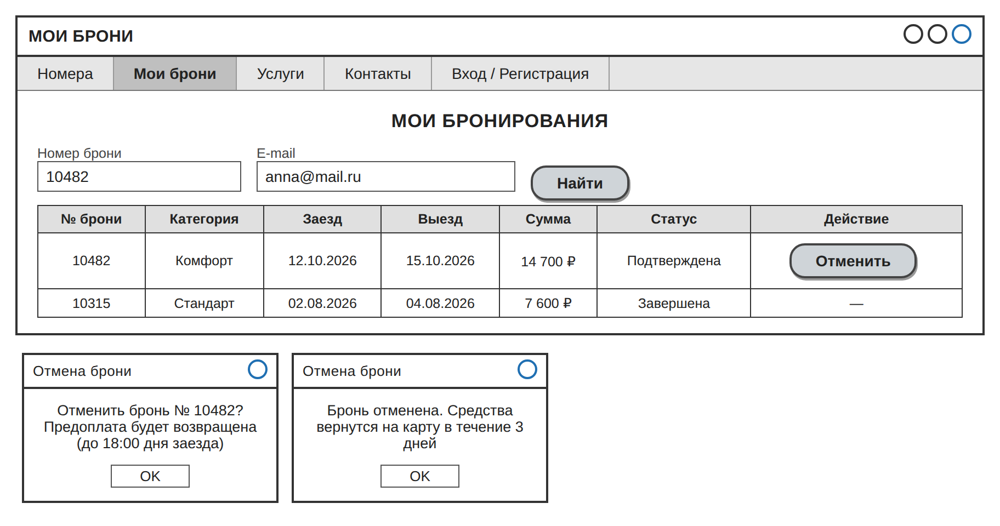 МОИ БРОНИ
Номера Мои брони Услуги Контакты Вход / Регистрация
МОИ БРОНИРОВАНИЯ
Номер брони E-mail
10482 anna@mail.ru Найти
№ брони Категория Заезд Выезд Сумма Статус Действие
10482 Комфорт 12.10.2026 15.10.2026 14 700 ₽ Подтверждена Отменить
10315 Стандарт 02.08.2026 04.08.2026 7 600 ₽ Завершена —
Отмена брони
Отменить бронь № 10482?
Предоплата будет возвращена
(до 18:00 дня заезда)
OK
Отмена брони
Бронь отменена. Средства
вернутся на карту в течение 3
дней
OK